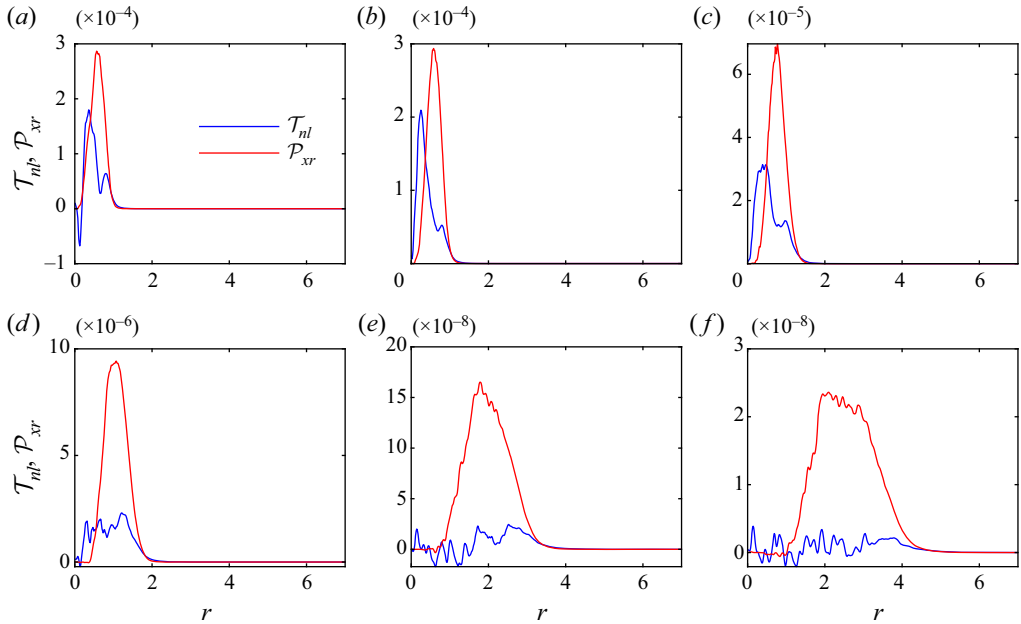 (a) (×10⁻⁴) (b) (×10⁻⁴) (c) (×10⁻⁵)
3 3 6
2 2 4
1 1 2
0
−1
𝒯nl, 𝒫xr
𝒯nl
𝒫xr
0 2 4 6 0 2 4 6 0 2 4 6
(d) (×10⁻⁶) (e) (×10⁻⁸) (f) (×10⁻⁸)
10 20 3
5 15 2
0 10 1
5 0
0
𝒯nl, 𝒫xr
0 2 4 6 0 2 4 6 0 2 4 6
r r r